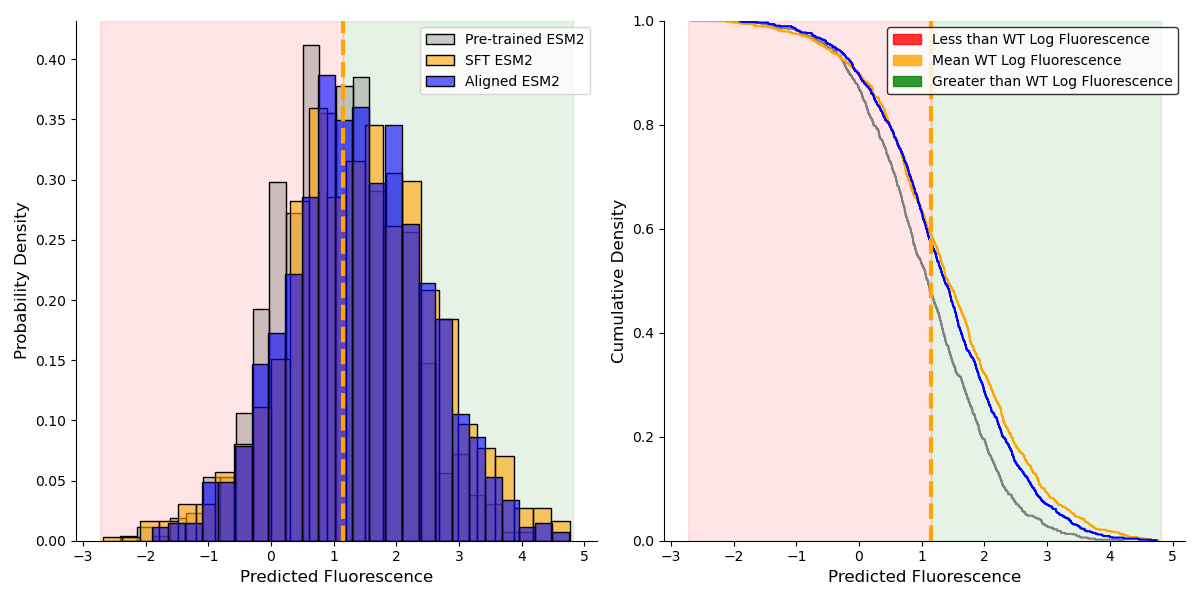 Pre-trained ESM2
SFT ESM2
Aligned ESM2
Probability Density
0.40
0.35
0.30
0.25
0.20
0.15
0.10
0.05
0.00
−3 −2 −1 0 1 2 3 4 5
Predicted Fluorescence
Less than WT Log Fluorescence
Mean WT Log Fluorescence
Greater than WT Log Fluorescence
Cumulative Density
1.0
0.8
0.6
0.4
0.2
0.0
−3 −2 −1 0 1 2 3 4 5
Predicted Fluorescence